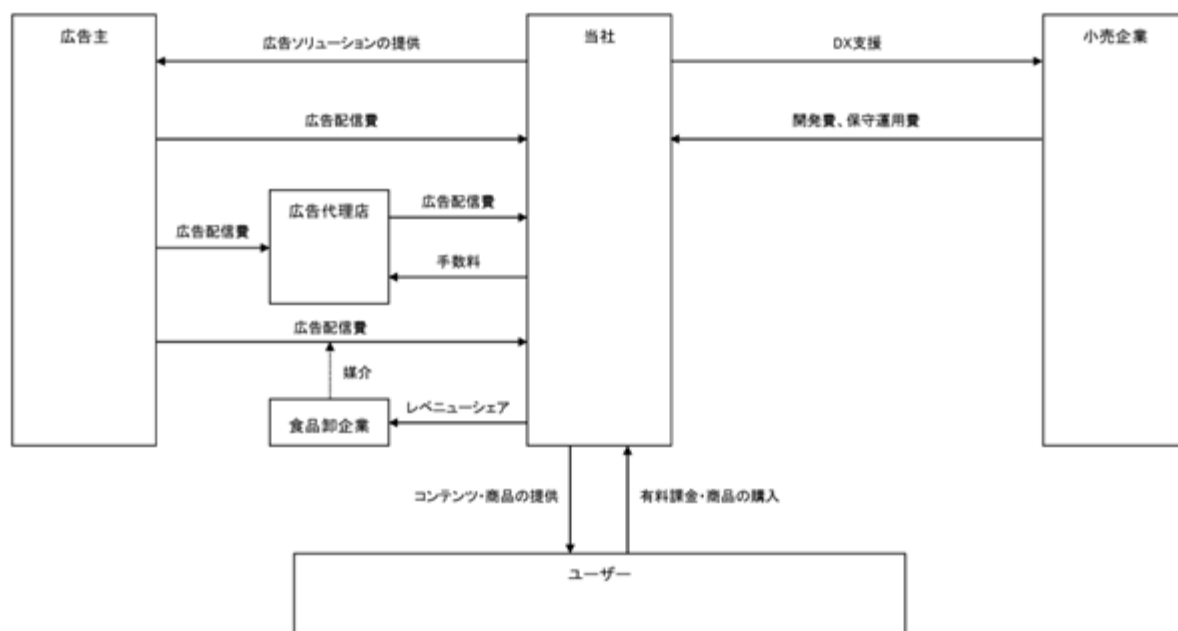 広告主
当社
小売企業
広告ソリューションの提供
DX支援
広告配信費
開発費、保守運用費
広告代理店
広告配信費
広告配信費
手数料
広告配信費
媒介
レベニューシェア
食品卸企業
コンテンツ・商品の提供
有料課金・商品の購入
ユーザー